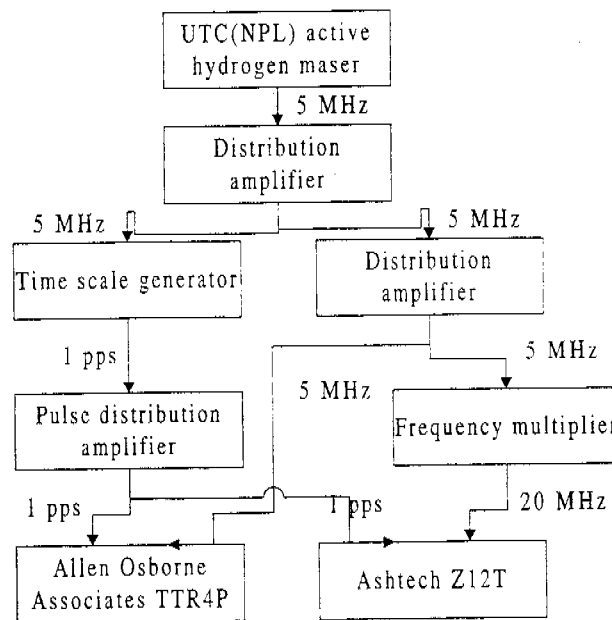 UTC(NPL) active
hydrogen maser
5 MHz
Distribution
amplifier
5 MHz
5 MHz
Time scale generator
Distribution
amplifier
1 pps
5 MHz
5 MHz
Pulse distribution
amplifier
Frequency multiplier
1 pps
1 pps
20 MHz
Allen Osborne
Associates TTR4P
Ashtech Z12T